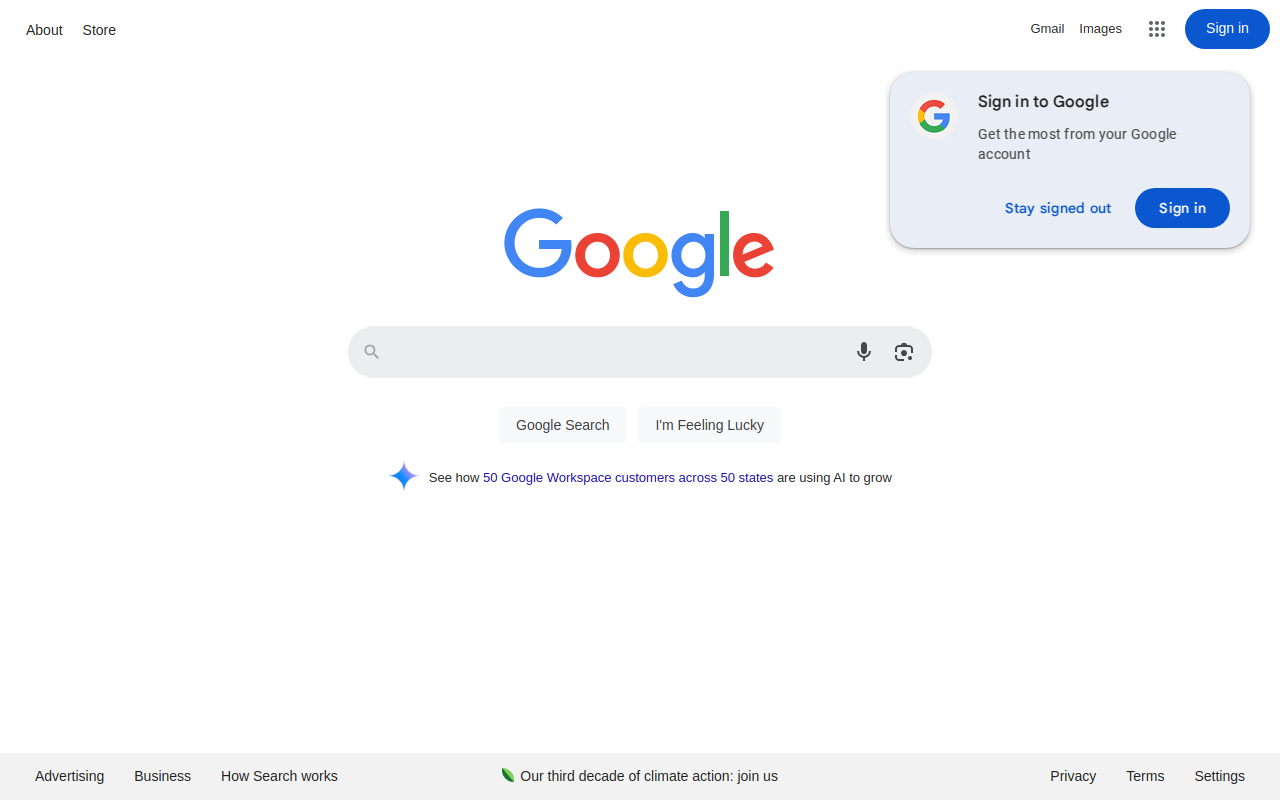 About Store
Gmail Images Sign in
Sign in to Google
Get the most from your Google
account
Stay signed out Sign in
Google
Google Search I'm Feeling Lucky
See how 50 Google Workspace customers across 50 states are using AI to grow
Advertising Business How Search works Our third decade of climate action: join us Privacy Terms Settings